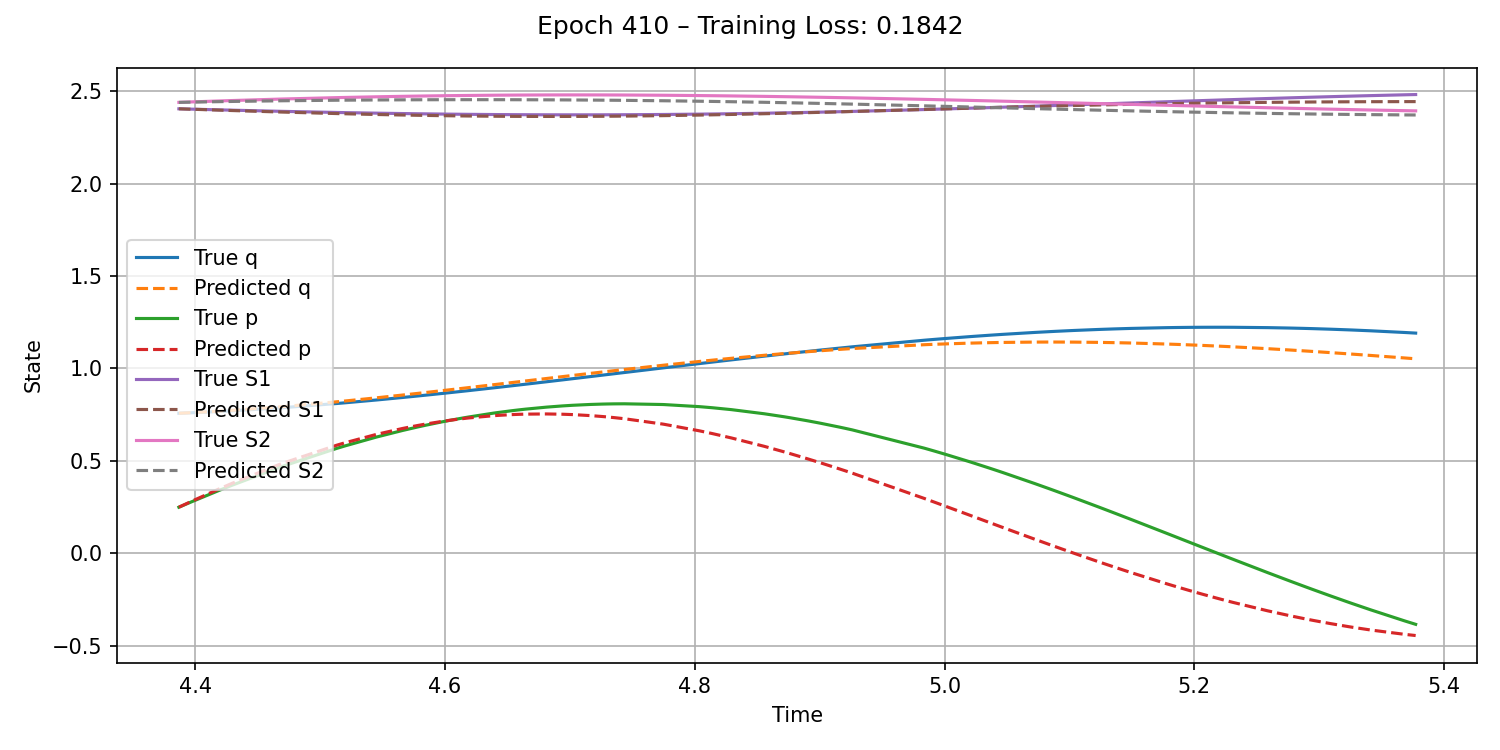 Epoch 410 – Training Loss: 0.1842
2.5
2.0
1.5
1.0
0.5
0.0
−0.5
State
True q
Predicted q
True p
Predicted p
True S1
Predicted S1
True S2
Predicted S2
4.4 4.6 4.8 5.0 5.2 5.4
Time